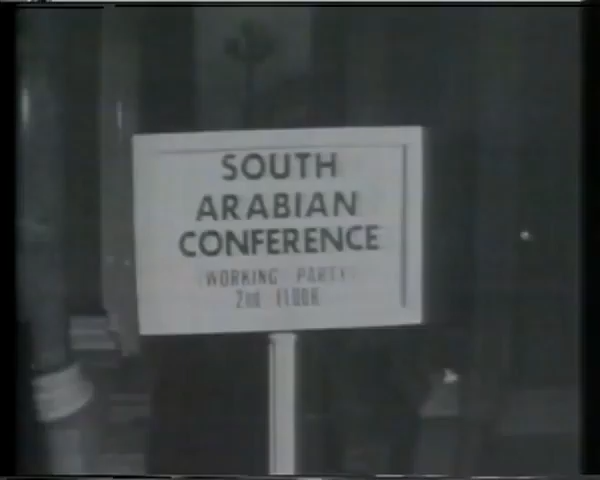 SOUTH
ARABIAN
CONFERENCE
(WORKING PARTY)
2ND FLOOR